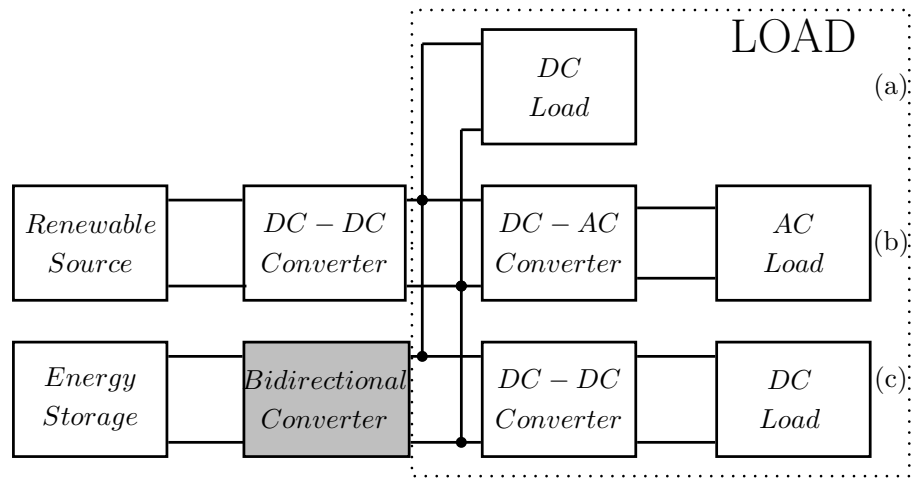 LOAD
DC
Load
(a)
Renewable
Source
DC − DC
Converter
DC − AC
Converter
AC
Load
(b)
Energy
Storage
Bidirectional
Converter
DC − DC
Converter
DC
Load
(c)